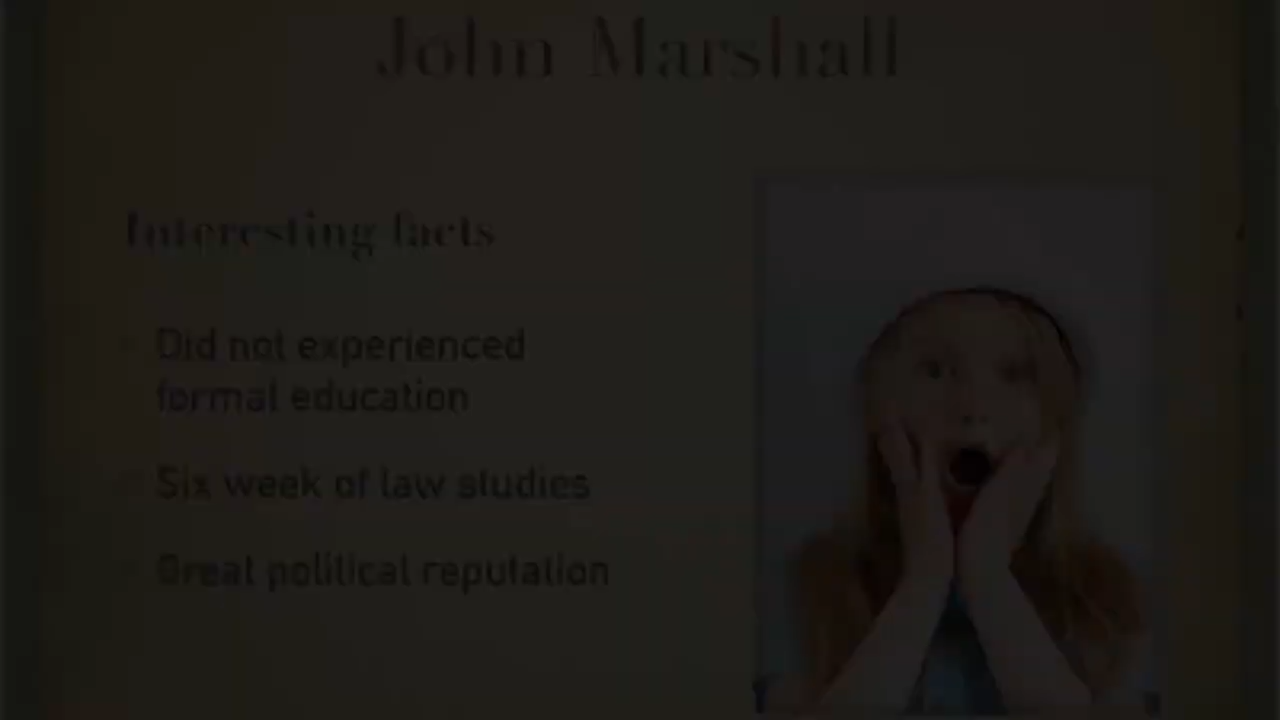 John Marshall
Interesting facts
Did not experienced
formal education
Six week of law studies
Great political reputation